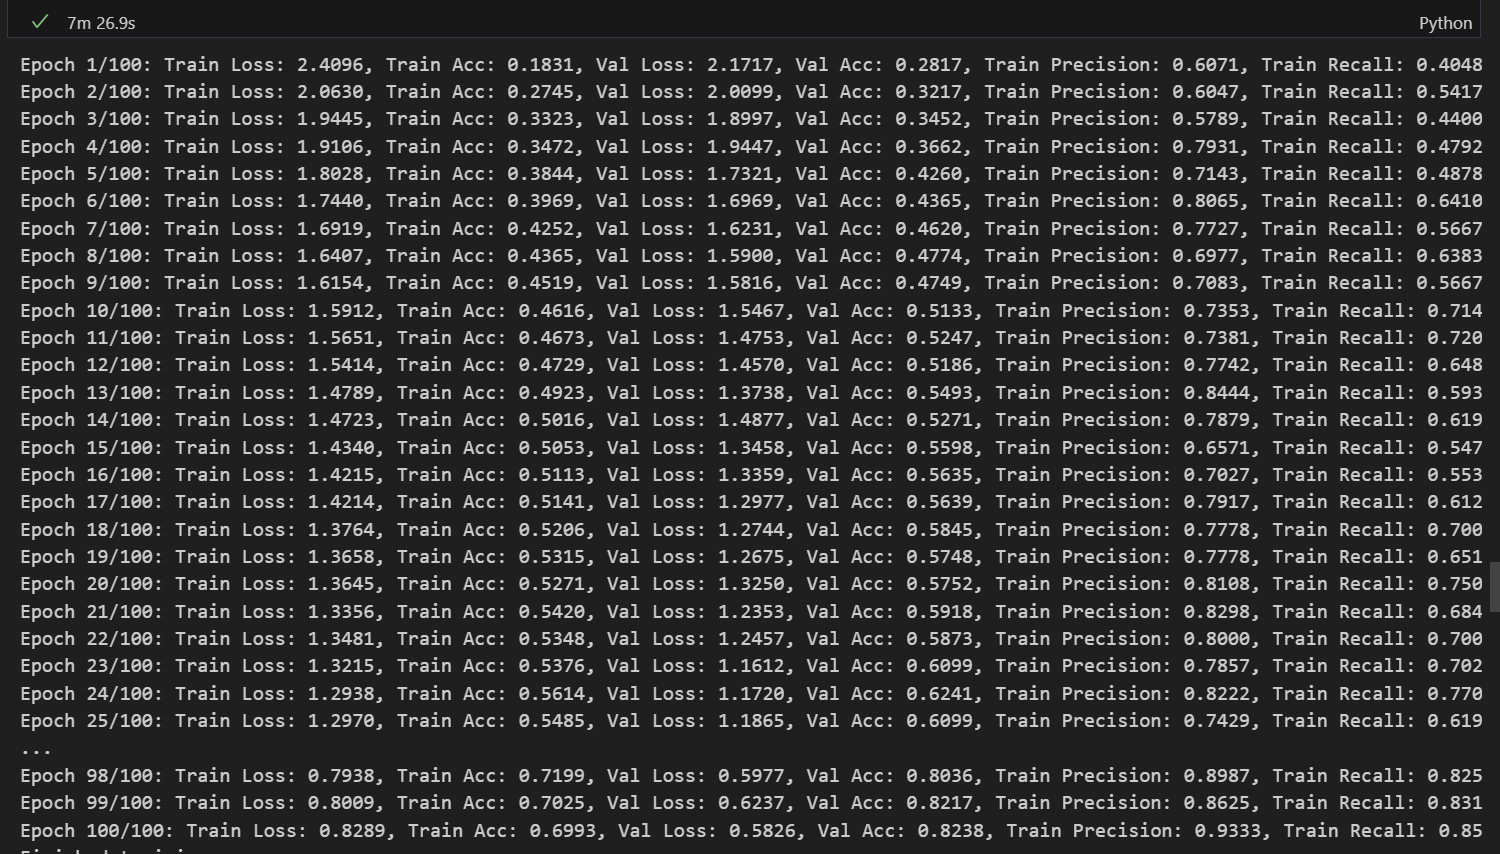 7m 26.9s Python
Epoch 1/100: Train Loss: 2.4096, Train Acc: 0.1831, Val Loss: 2.1717, Val Acc: 0.2817, Train Precision: 0.6071, Train Recall: 0.4048
Epoch 2/100: Train Loss: 2.0630, Train Acc: 0.2745, Val Loss: 2.0099, Val Acc: 0.3217, Train Precision: 0.6047, Train Recall: 0.5417
Epoch 3/100: Train Loss: 1.9445, Train Acc: 0.3323, Val Loss: 1.8997, Val Acc: 0.3452, Train Precision: 0.5789, Train Recall: 0.4400
Epoch 4/100: Train Loss: 1.9106, Train Acc: 0.3472, Val Loss: 1.9447, Val Acc: 0.3662, Train Precision: 0.7931, Train Recall: 0.4792
Epoch 5/100: Train Loss: 1.8028, Train Acc: 0.3844, Val Loss: 1.7321, Val Acc: 0.4260, Train Precision: 0.7143, Train Recall: 0.4878
Epoch 6/100: Train Loss: 1.7440, Train Acc: 0.3969, Val Loss: 1.6969, Val Acc: 0.4365, Train Precision: 0.8065, Train Recall: 0.6410
Epoch 7/100: Train Loss: 1.6919, Train Acc: 0.4252, Val Loss: 1.6231, Val Acc: 0.4620, Train Precision: 0.7727, Train Recall: 0.5667
Epoch 8/100: Train Loss: 1.6407, Train Acc: 0.4365, Val Loss: 1.5900, Val Acc: 0.4774, Train Precision: 0.6977, Train Recall: 0.6383
Epoch 9/100: Train Loss: 1.6154, Train Acc: 0.4519, Val Loss: 1.5816, Val Acc: 0.4749, Train Precision: 0.7083, Train Recall: 0.5667
Epoch 10/100: Train Loss: 1.5912, Train Acc: 0.4616, Val Loss: 1.5467, Val Acc: 0.5133, Train Precision: 0.7353, Train Recall: 0.714
Epoch 11/100: Train Loss: 1.5651, Train Acc: 0.4673, Val Loss: 1.4753, Val Acc: 0.5247, Train Precision: 0.7381, Train Recall: 0.720
Epoch 12/100: Train Loss: 1.5414, Train Acc: 0.4729, Val Loss: 1.4570, Val Acc: 0.5186, Train Precision: 0.7742, Train Recall: 0.648
Epoch 13/100: Train Loss: 1.4789, Train Acc: 0.4923, Val Loss: 1.3738, Val Acc: 0.5493, Train Precision: 0.8444, Train Recall: 0.593
Epoch 14/100: Train Loss: 1.4723, Train Acc: 0.5016, Val Loss: 1.4877, Val Acc: 0.5271, Train Precision: 0.7879, Train Recall: 0.619
Epoch 15/100: Train Loss: 1.4340, Train Acc: 0.5053, Val Loss: 1.3458, Val Acc: 0.5598, Train Precision: 0.6571, Train Recall: 0.547
Epoch 16/100: Train Loss: 1.4215, Train Acc: 0.5113, Val Loss: 1.3359, Val Acc: 0.5635, Train Precision: 0.7027, Train Recall: 0.553
Epoch 17/100: Train Loss: 1.4214, Train Acc: 0.5141, Val Loss: 1.2977, Val Acc: 0.5639, Train Precision: 0.7917, Train Recall: 0.612
Epoch 18/100: Train Loss: 1.3764, Train Acc: 0.5206, Val Loss: 1.2744, Val Acc: 0.5845, Train Precision: 0.7778, Train Recall: 0.700
Epoch 19/100: Train Loss: 1.3658, Train Acc: 0.5315, Val Loss: 1.2675, Val Acc: 0.5748, Train Precision: 0.7778, Train Recall: 0.651
Epoch 20/100: Train Loss: 1.3645, Train Acc: 0.5271, Val Loss: 1.3250, Val Acc: 0.5752, Train Precision: 0.8108, Train Recall: 0.750
Epoch 21/100: Train Loss: 1.3356, Train Acc: 0.5420, Val Loss: 1.2353, Val Acc: 0.5918, Train Precision: 0.8298, Train Recall: 0.684
Epoch 22/100: Train Loss: 1.3481, Train Acc: 0.5348, Val Loss: 1.2457, Val Acc: 0.5873, Train Precision: 0.8000, Train Recall: 0.700
Epoch 23/100: Train Loss: 1.3215, Train Acc: 0.5376, Val Loss: 1.1612, Val Acc: 0.6099, Train Precision: 0.7857, Train Recall: 0.702
Epoch 24/100: Train Loss: 1.2938, Train Acc: 0.5614, Val Loss: 1.1720, Val Acc: 0.6241, Train Precision: 0.8222, Train Recall: 0.770
Epoch 25/100: Train Loss: 1.2970, Train Acc: 0.5485, Val Loss: 1.1865, Val Acc: 0.6099, Train Precision: 0.7429, Train Recall: 0.619
...
Epoch 98/100: Train Loss: 0.7938, Train Acc: 0.7199, Val Loss: 0.5977, Val Acc: 0.8036, Train Precision: 0.8987, Train Recall: 0.825
Epoch 99/100: Train Loss: 0.8009, Train Acc: 0.7025, Val Loss: 0.6237, Val Acc: 0.8217, Train Precision: 0.8625, Train Recall: 0.831
Epoch 100/100: Train Loss: 0.8289, Train Acc: 0.6993, Val Loss: 0.5826, Val Acc: 0.8238, Train Precision: 0.9333, Train Recall: 0.85